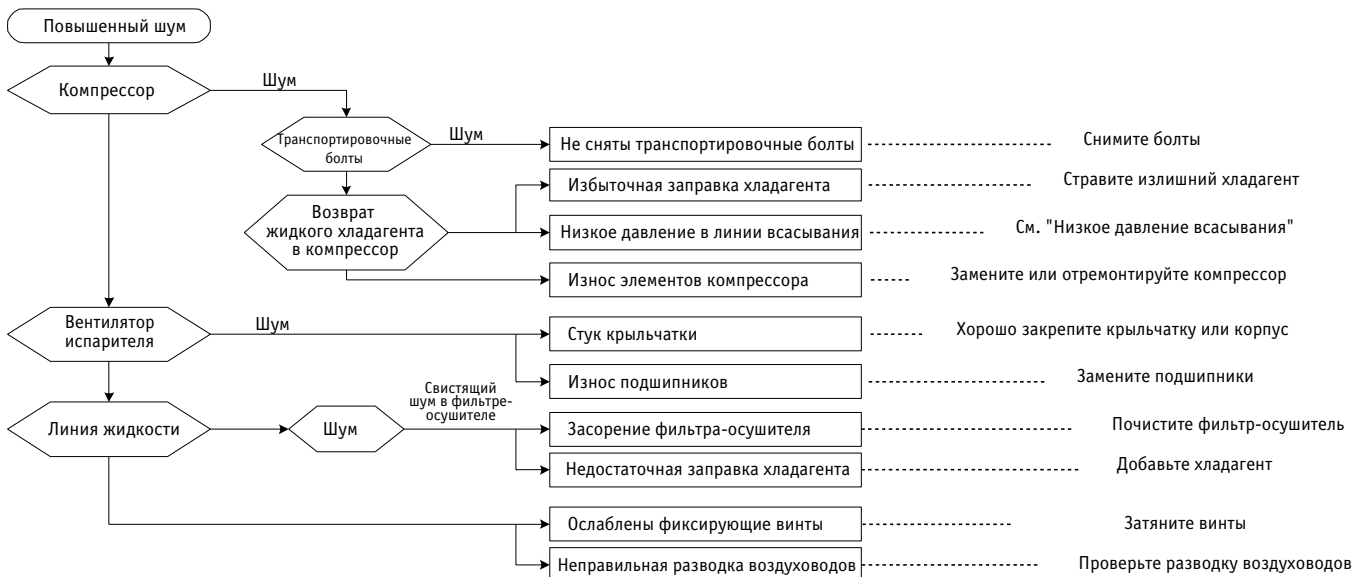 Повышенный шум
Компрессор
Шум
Транспортировочные
болты
Шум
Не сняты транспортировочные болты
Снимите болты
Избыточная заправка хладагента
Стравите излишний хладагент
Возврат
жидкого хладагента
в компрессор
Низкое давление в линии всасывания
См. "Низкое давление всасывания"
Износ элементов компрессора
Замените или отремонтируйте компрессор
Вентилятор
испарителя
Шум
Стук крыльчатки
Хорошо закрепите крыльчатку или корпус
Износ подшипников
Замените подшипники
Линия жидкости
Шум
Свистящий
шум в фильтре-
осушителе
Засорение фильтра-осушителя
Почистите фильтр-осушитель
Недостаточная заправка хладагента
Добавьте хладагент
Ослаблены фиксирующие винты
Затяните винты
Неправильная разводка воздуховодов
Проверьте разводку воздуховодов